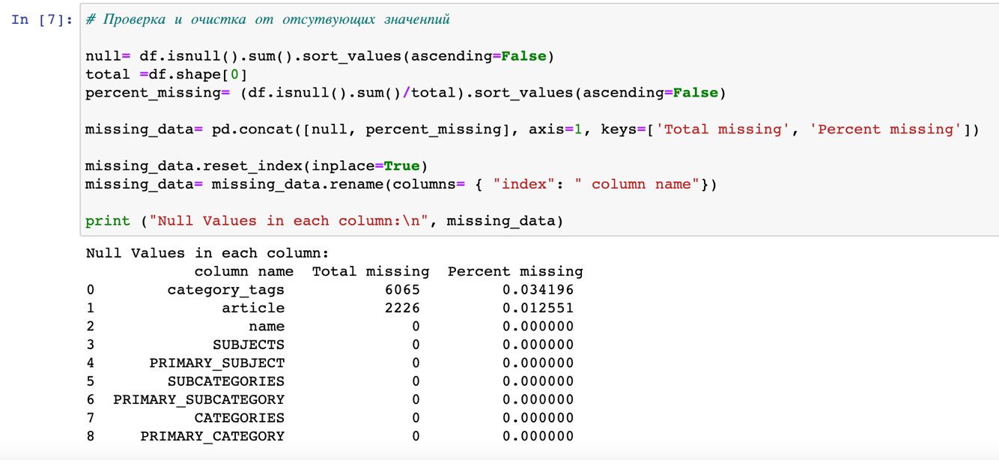 In [7]: # Проверка и очистка от отсутвующих значенпий
null= df.isnull().sum().sort_values(ascending=False)
total =df.shape[0]
percent_missing= (df.isnull().sum()/total).sort_values(ascending=False)
missing_data= pd.concat([null, percent_missing], axis=1, keys=['Total missing', 'Percent missing'])
missing_data.reset_index(inplace=True)
missing_data= missing_data.rename(columns= { "index": " column name"})
print ("Null Values in each column:\n", missing_data)
Null Values in each column:
column name Total missing Percent missing
0 category_tags 6065 0.034196
1 article 2226 0.012551
2 name 0 0.000000
3 SUBJECTS 0 0.000000
4 PRIMARY_SUBJECT 0 0.000000
5 SUBCATEGORIES 0 0.000000
6 PRIMARY_SUBCATEGORY 0 0.000000
7 CATEGORIES 0 0.000000
8 PRIMARY_CATEGORY 0 0.000000